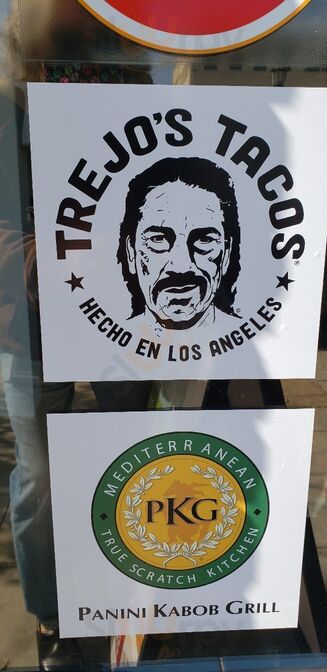 TREJO'S TACOS
HECHO EN LOS ANGELES
MEDITERRANEAN
PKG
TRUE SCRATCH KITCHEN
PANINI KABOB GRILL